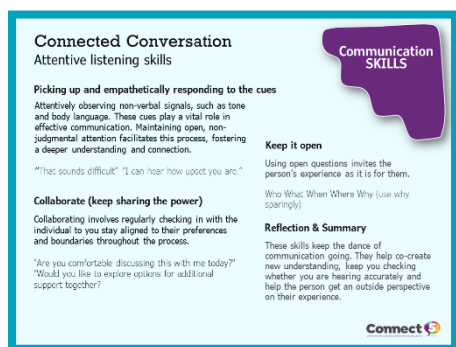 Connected Conversation
Attentive listening skills
Communication
SKILLS
Picking up and empathetically responding to the cues
Attentively observing non-verbal signals, such as tone
and body language. These cues play a vital role in
effective communication. Maintaining open, non-
judgmental attention facilitates this process, fostering
a deeper understanding and connection.
"That sounds difficult" "I can hear how upset you are."
Collaborate (keep sharing the power)
Collaborating involves regularly checking in with the
individual to you stay aligned to their preferences
and boundaries throughout the process.
"Are you comfortable discussing this with me today?"
"Would you like to explore options for additional
support together?
Keep it open
Using open questions invites the
person's experience as it is for them.
Who What When Where Why (use why
sparingly)
Reflection & Summary
These skills keep the dance of
communication going. They help co-create
new understanding, keep you checking
whether you are hearing accurately and
help the person get an outside perspective
on their experience.
Connect S